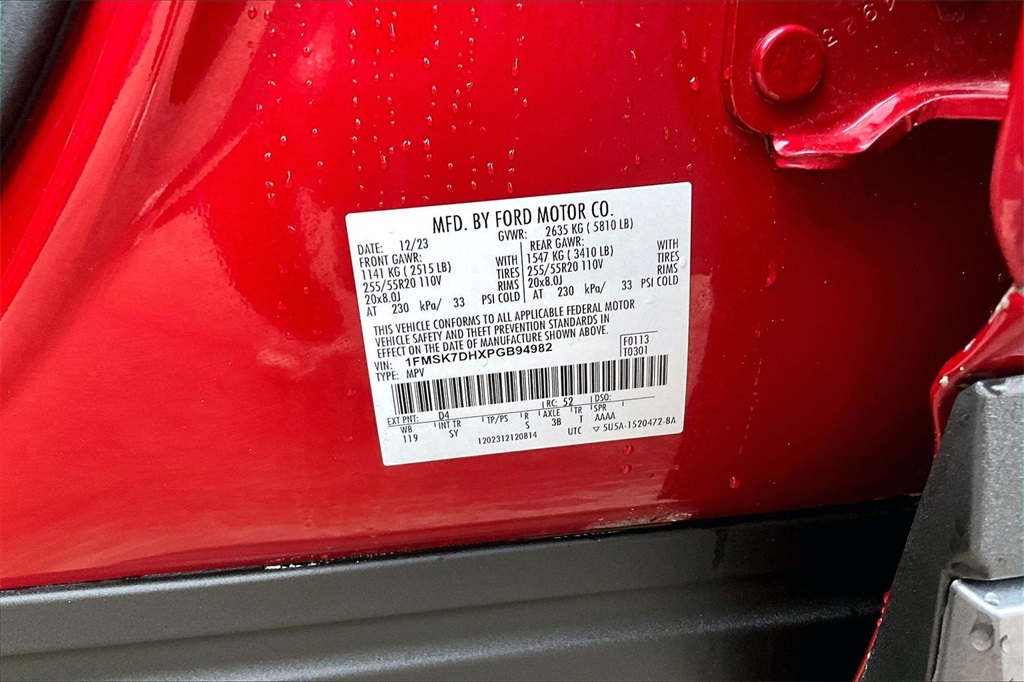 MFD. BY FORD MOTOR CO.
DATE: 12/23 GVWR: 2635 KG ( 5810 LB)
FRONT GAWR: WITH REAR GAWR: WITH
1141 KG ( 2515 LB) TIRES 1547 KG ( 3410 LB) TIRES
255/55R20 110V RIMS 255/55R20 110V RIMS
20x8.0J 20x8.0J
AT 230 kPa/ 33 PSI COLD AT 230 kPa/ 33 PSI COLD
THIS VEHICLE CONFORMS TO ALL APPLICABLE FEDERAL MOTOR
VEHICLE SAFETY AND THEFT PREVENTION STANDARDS IN
EFFECT ON THE DATE OF MANUFACTURE SHOWN ABOVE.
VIN: 1FMSK7DHXPGB94982 F0113
TYPE: MPV T0301
EXT PNT: D4 RC: 52 DSO:
WB INT TR TP/PS R AXLE TR SPR
119 SY S 3B T AAAA
1202312120814 UTC ▽ 5U5A-1520472-BA